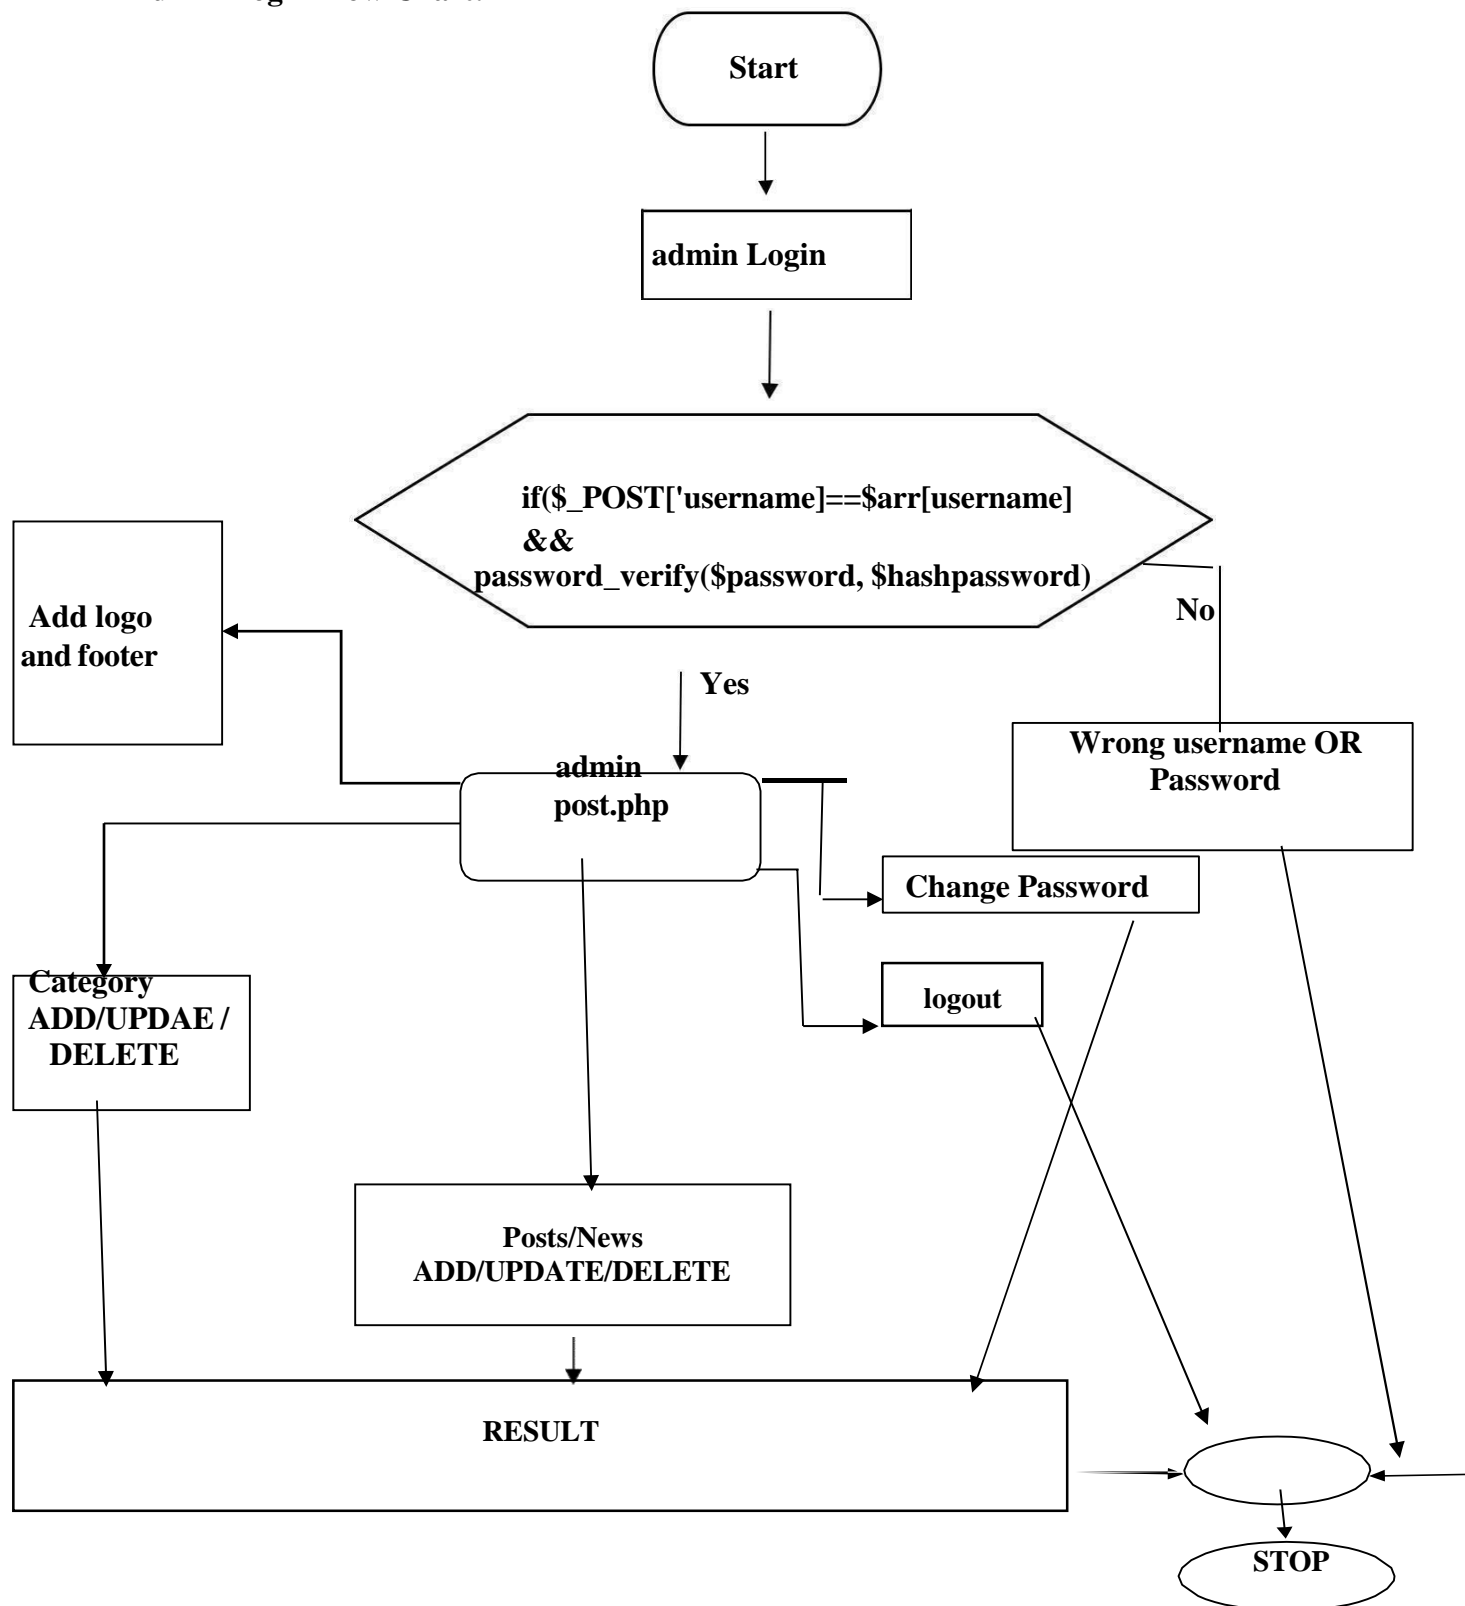 Start
admin Login
if($_POST['username]==$arr[username]
&&
password_verify($password, $hashpassword)
No
Add logo
and footer
Yes
Wrong username OR
Password
admin
post.php
Change Password
Category
ADD/UPDAE /
DELETE
logout
Posts/News
ADD/UPDATE/DELETE
RESULT
STOP